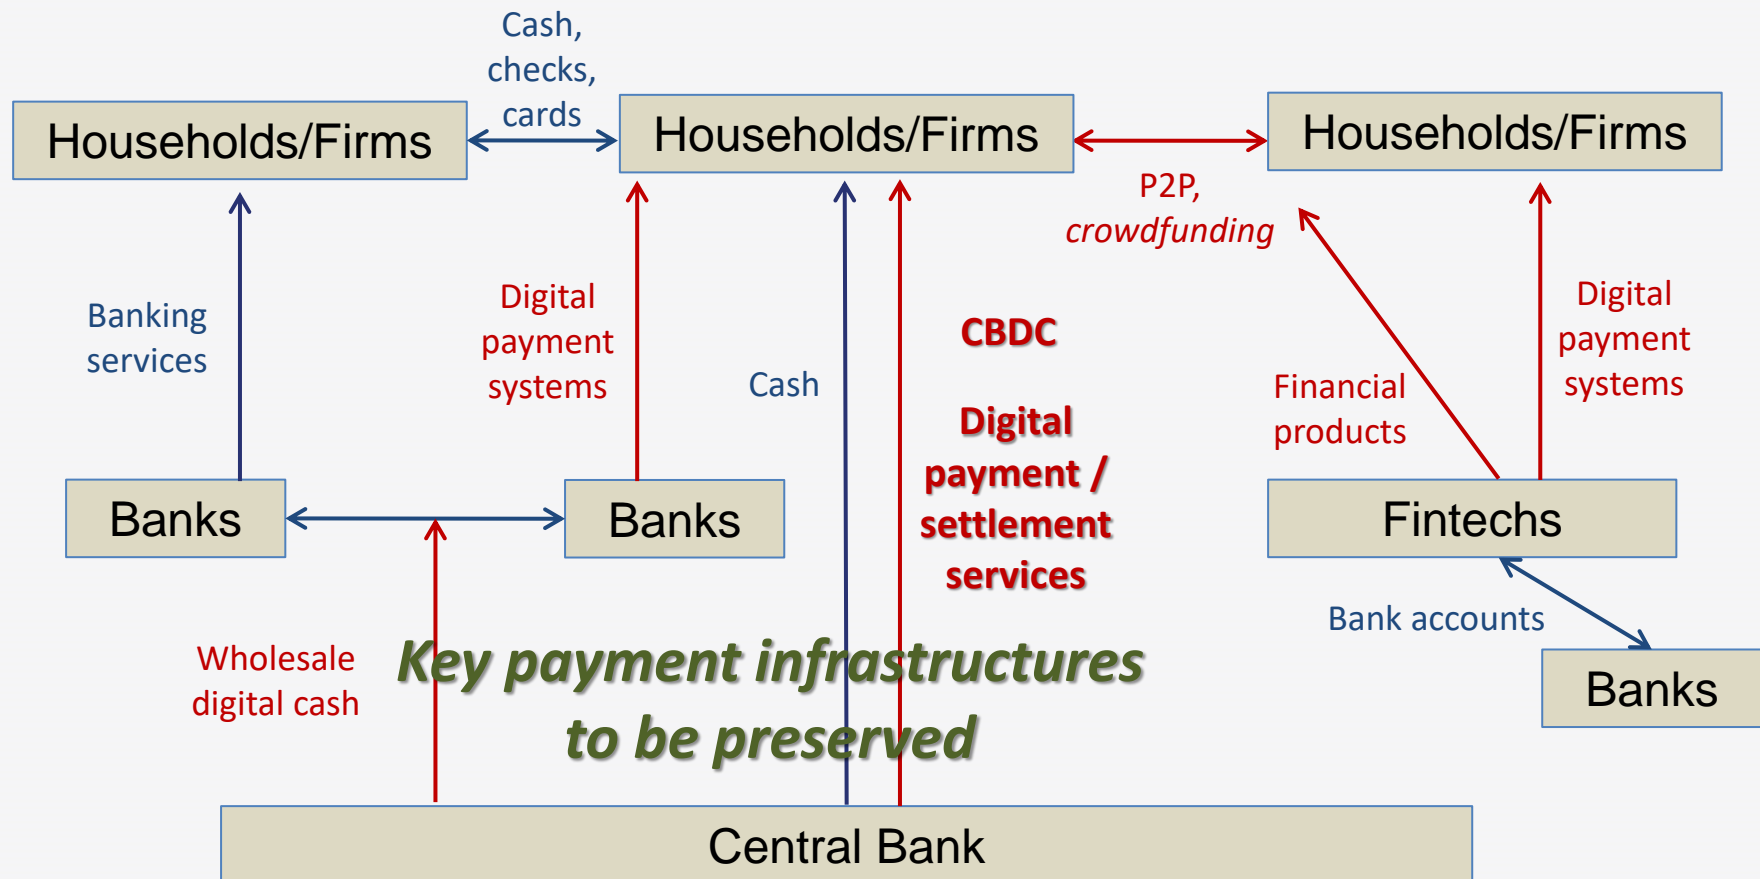 Cash,
checks,
cards
Households/Firms
Households/Firms
Households/Firms
P2P,
crowdfunding
Banking
services
Digital
payment
systems
Cash
CBDC
Digital
payment /
settlement
services
Financial
products
Digital
payment
systems
Banks
Banks
Fintechs
Bank accounts
Banks
Wholesale
digital cash
Key payment infrastructures
to be preserved
Central Bank